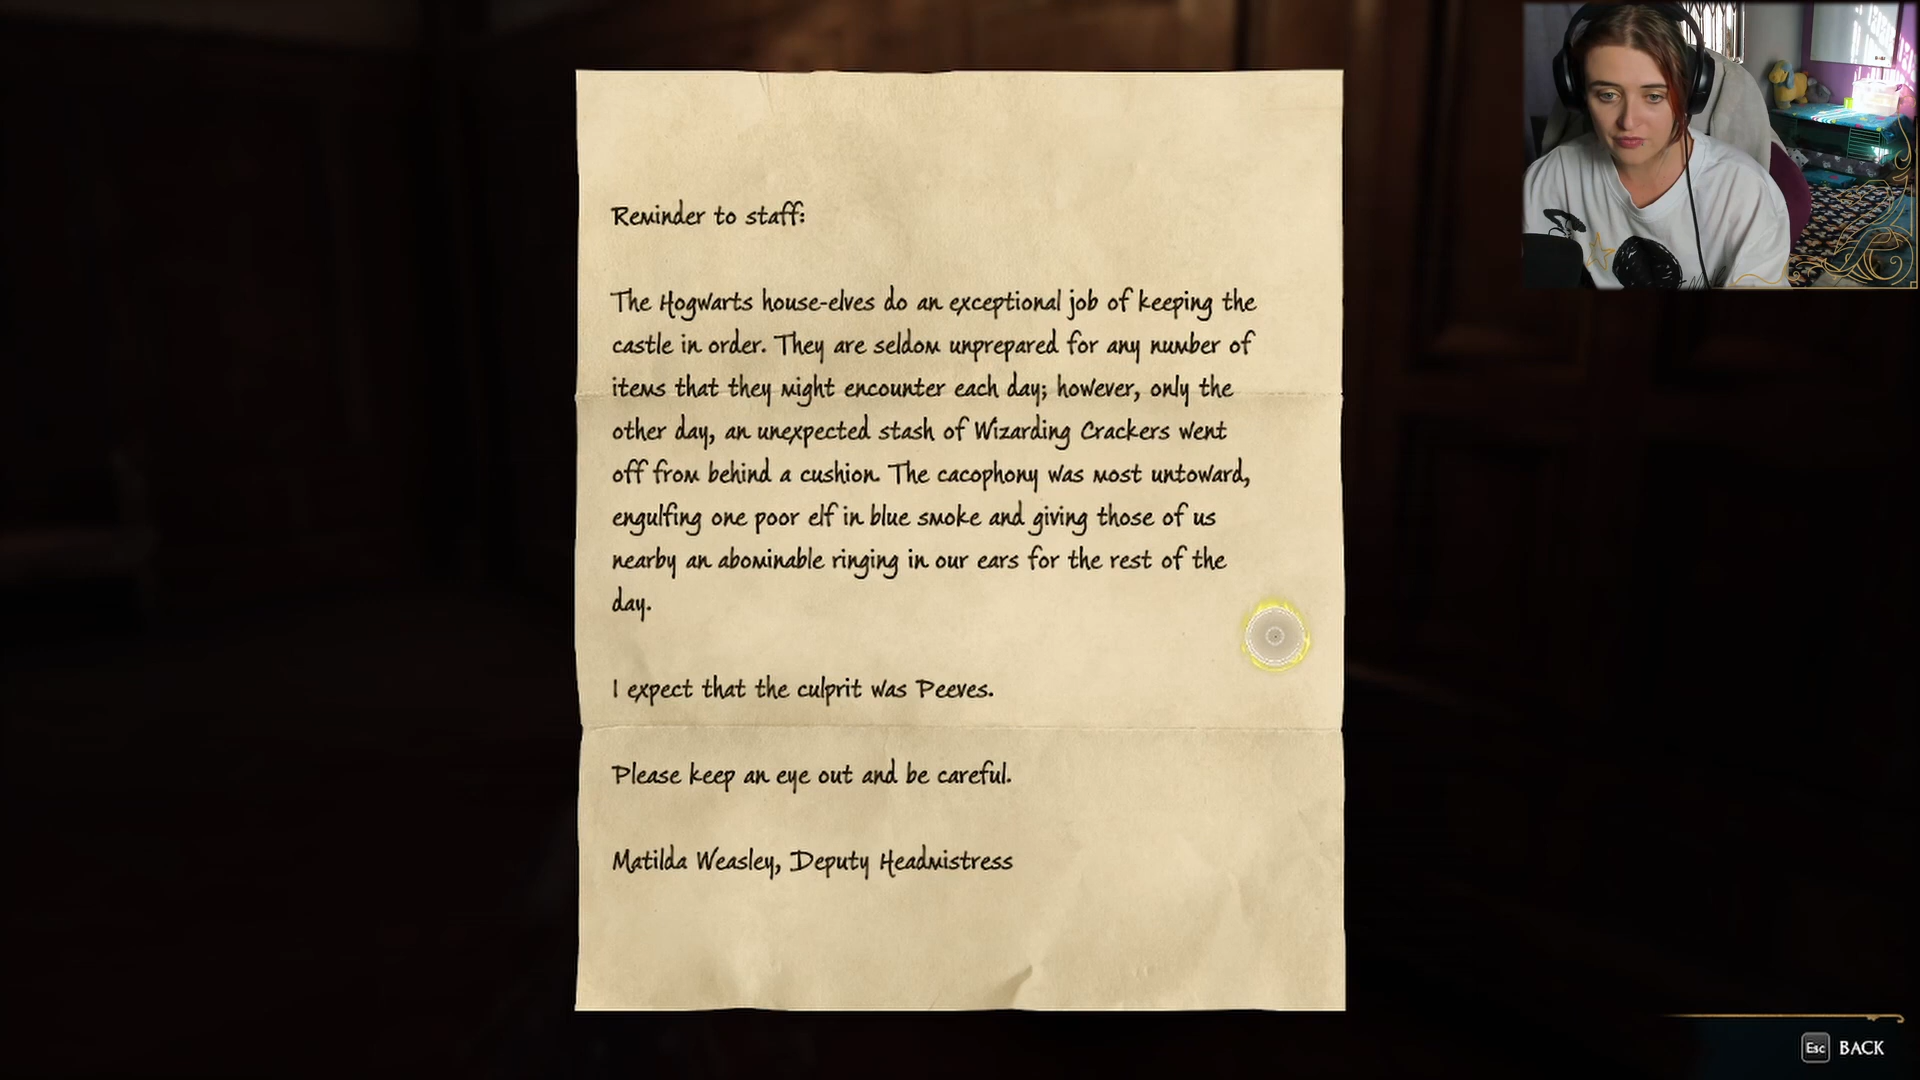 Reminder to staff:
The Hogwarts house-elves do an exceptional job of keeping the
castle in order. They are seldom unprepared for any number of
items that they might encounter each day; however, only the
other day, an unexpected stash of Wizarding Crackers went
off from behind a cushion. The cacophony was most untoward,
engulfing one poor elf in blue smoke and giving those of us
nearby an abominable ringing in our ears for the rest of the
day.
I expect that the culprit was Peeves.
Please keep an eye out and be careful.
Matilda Weasley, Deputy Headmistress
Esc BACK